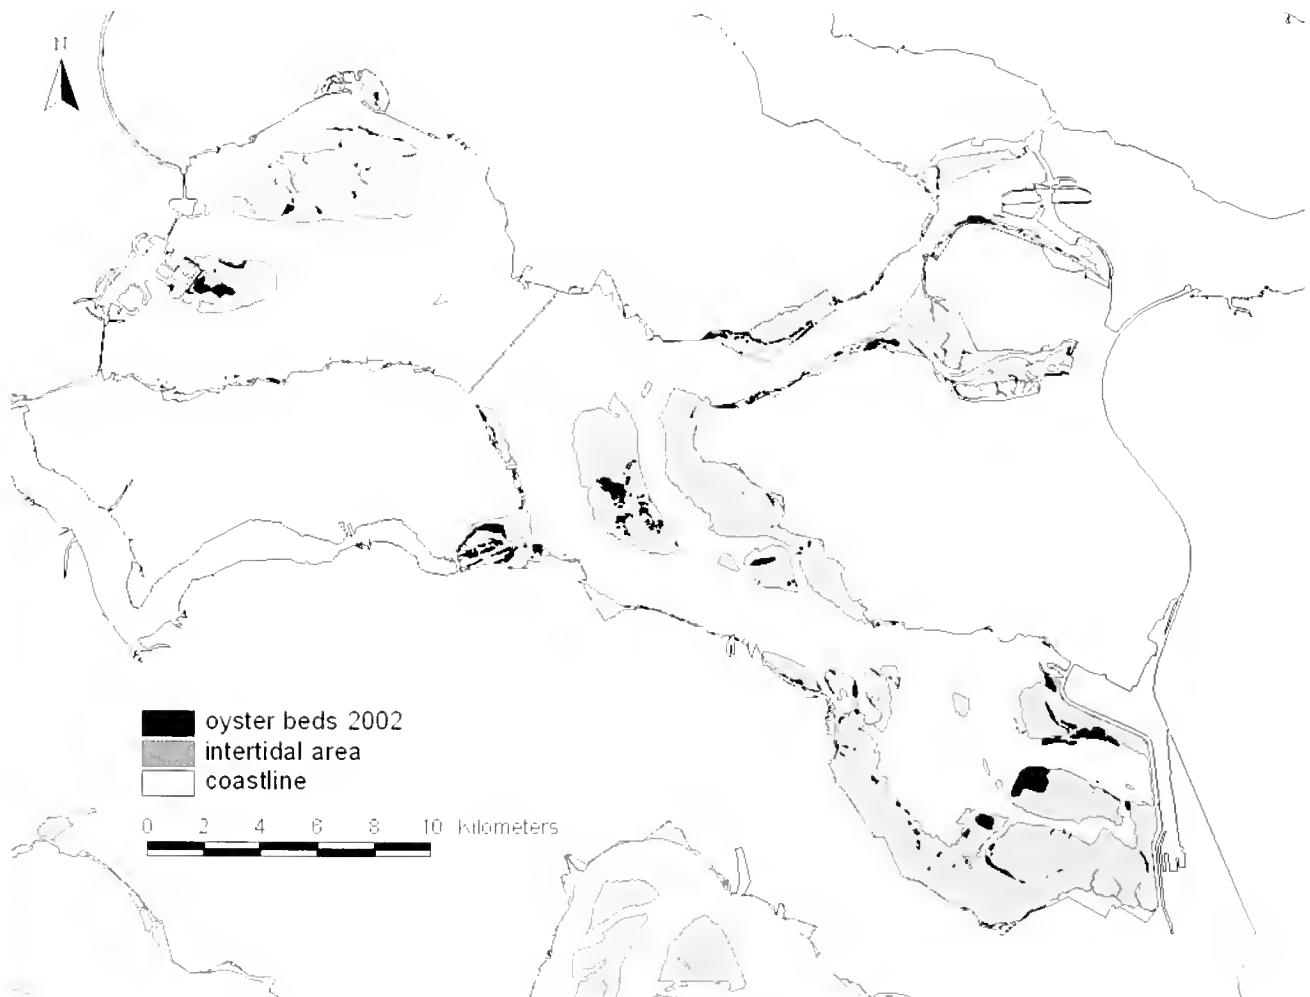 N
oyster beds 2002
intertidal area
coastline
0 2 4 6 8 10 Kilometers